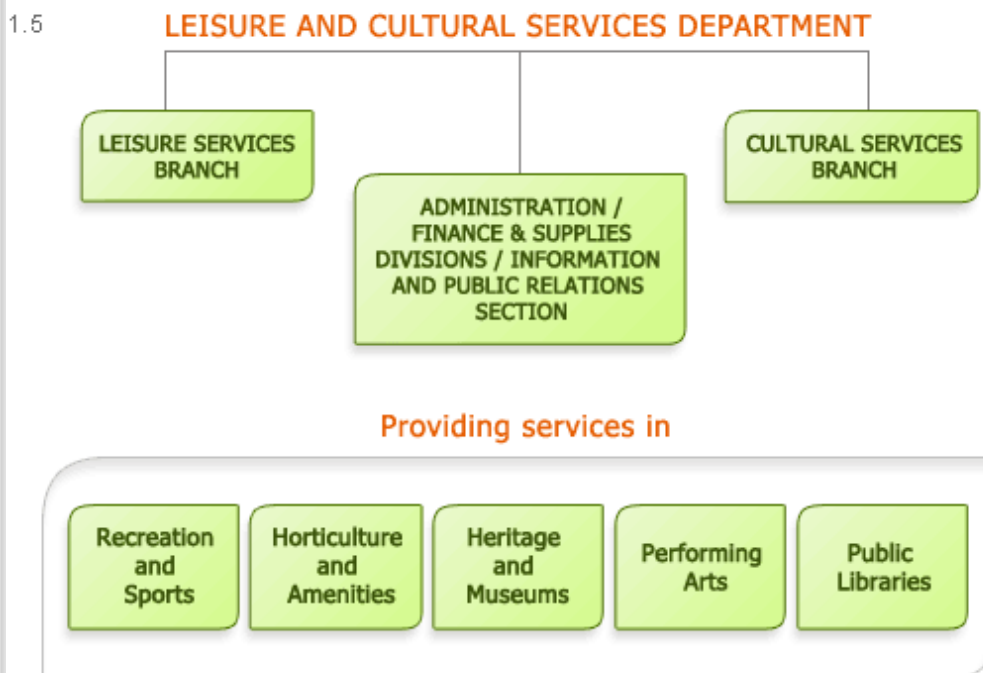 1.5
LEISURE AND CULTURAL SERVICES DEPARTMENT
LEISURE SERVICES
BRANCH
ADMINISTRATION /
FINANCE & SUPPLIES
DIVISIONS / INFORMATION
AND PUBLIC RELATIONS
SECTION
CULTURAL SERVICES
BRANCH
Providing services in
Recreation
and
Sports
Horticulture
and
Amenities
Heritage
and
Museums
Performing
Arts
Public
Libraries